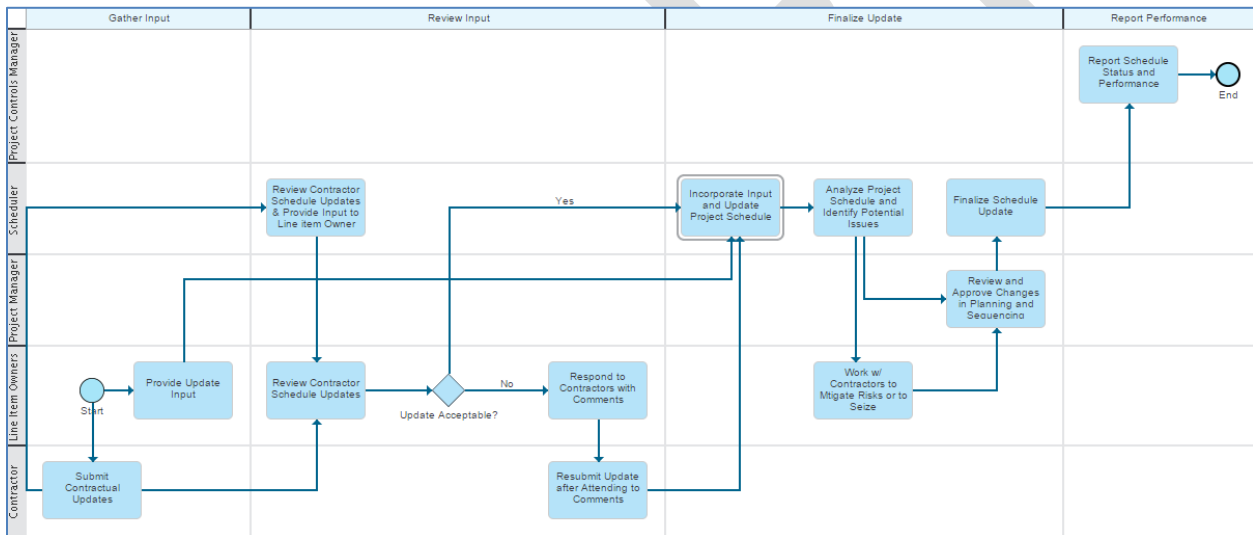 Gather Input
Review Input
Finalize Update
Report Performance
Project Controls Manager
Report Schedule
Status and
Performance
End
Scheduler
Review Contractor
Schedule Updates
& Provide Input to
Line item Owner
Yes
Incorporate Input
and Update
Project Schedule
Analyze Project
Schedule and
Identify Potential
Issues
Finalize Schedule
Update
Project Manager
Review and
Approve Changes
in Planning and
Sequencing
Line Item Owners
Start
Provide Update
Input
Review Contractor
Schedule Updates
Update Acceptable?
No
Respond to
Contractors with
Comments
Work w/
Contractors to
Mtigate Risks or to
Seize
Contractor
Submit
Contractual
Updates
Resubmit Update
after Attending to
Comments